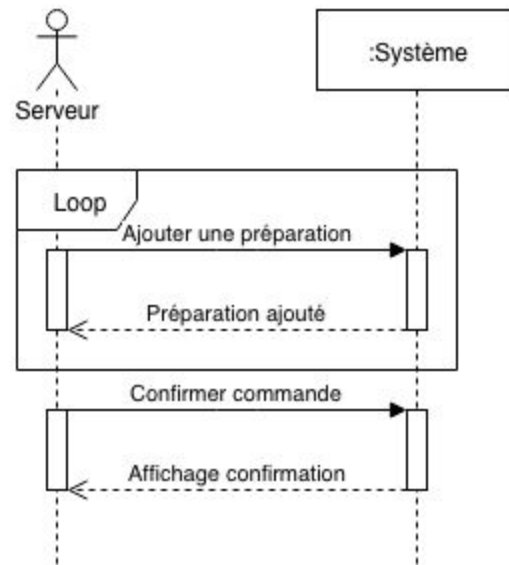 Serveur
:Système
Loop
Ajouter une préparation
Préparation ajouté
Confirmer commande
Affichage confirmation